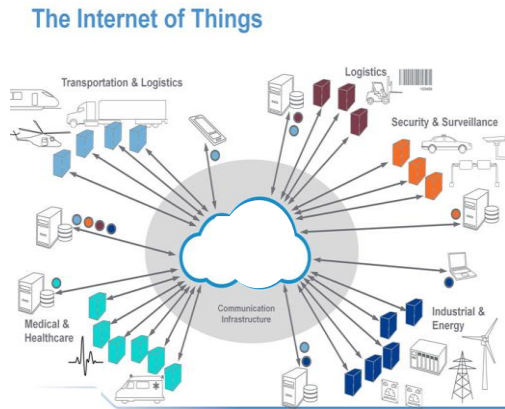 The Internet of Things
Transportation & Logistics
Logistics
Security & Surveillance
Medical &
Healthcare
Communication
Infrastructure
Industrial &
Energy